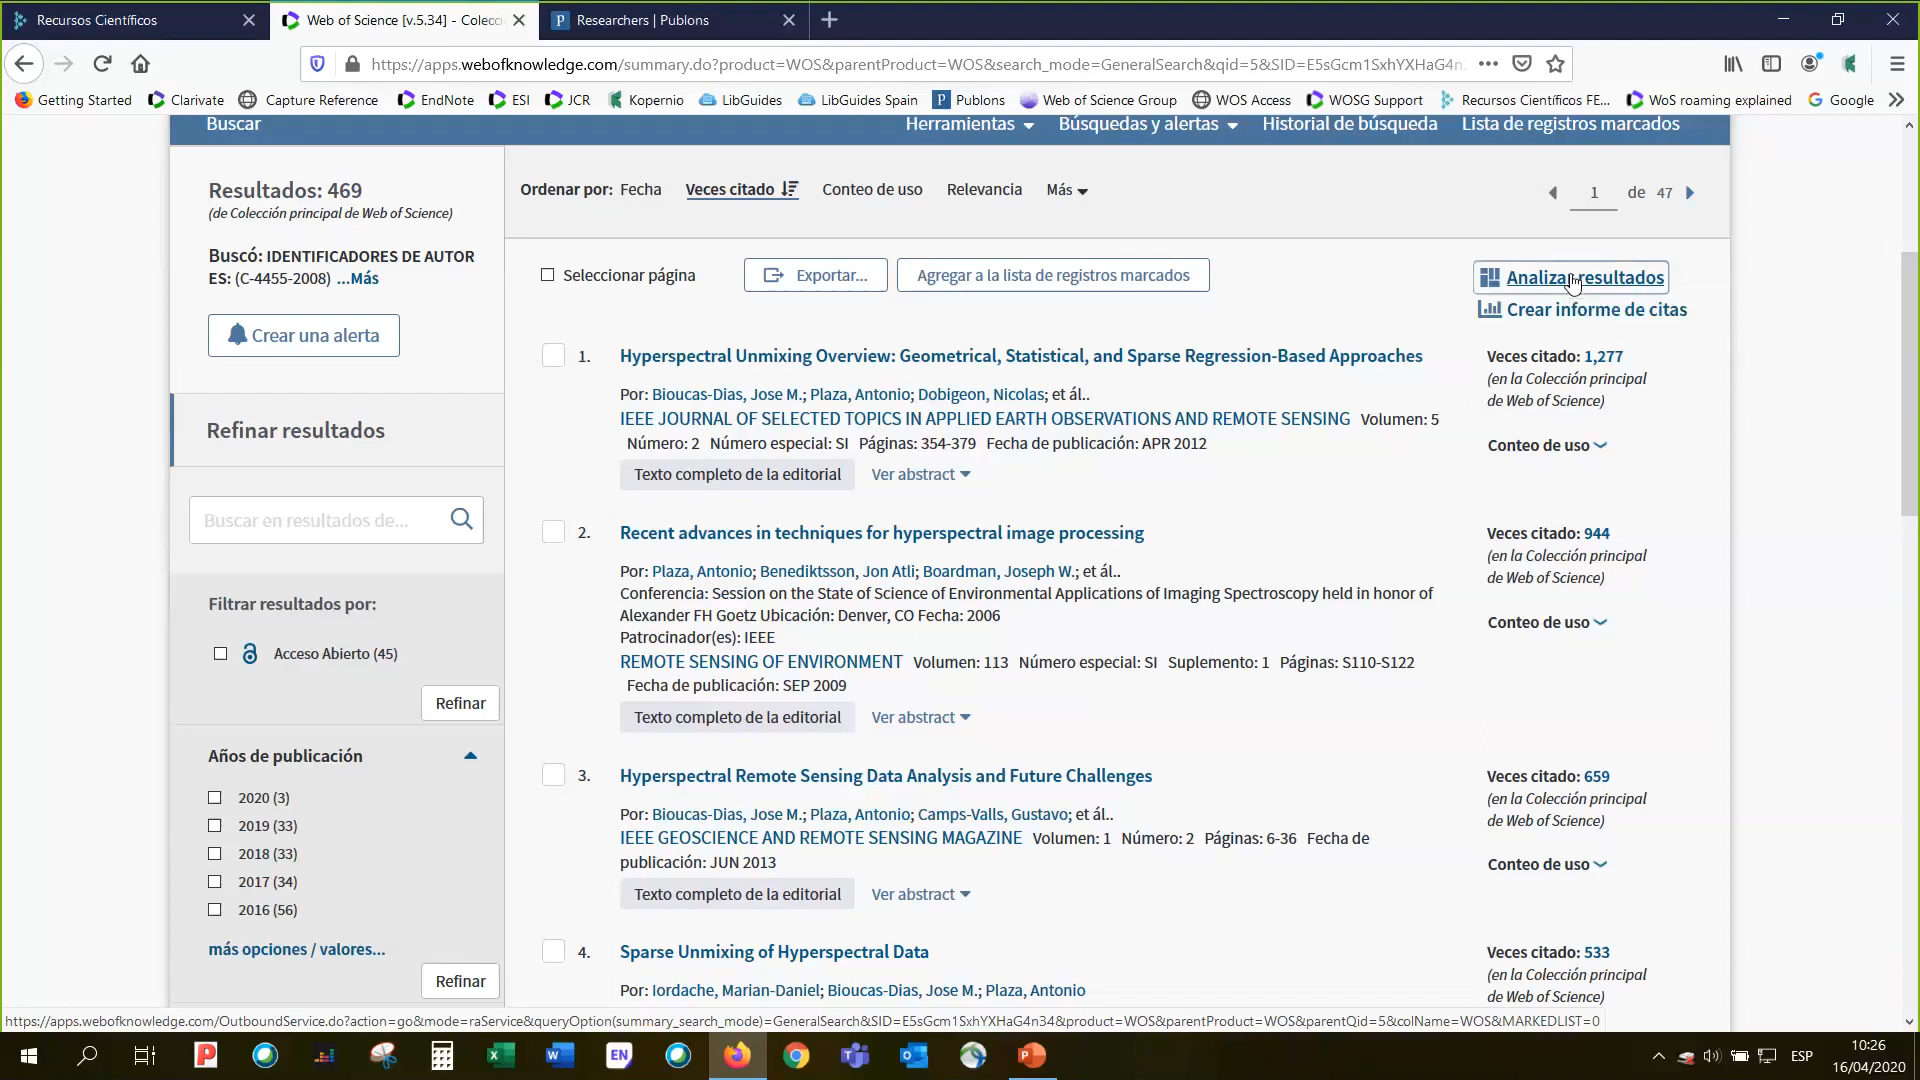 Recursos Científicos
Web of Science [v.5.34] - Colecci
Researchers | Publons
https://apps.webofknowledge.com/summary.do?product=WOS&parentProduct=WOS&search_mode=GeneralSearch&qid=5&SID=E5sGcm1SxhYXHaG4n
Getting Started
Clarivate
Capture Reference
EndNote
ESI
JCR
Kopernio
LibGuides
LibGuides Spain
Publons
Web of Science Group
WOS Access
WOSG Support
Recursos Científicos FE...
WoS roaming explained
Google
Buscar
Herramientas
Búsquedas y alertas
Historial de búsqueda
Lista de registros marcados
Resultados: 469
(de Colección principal de Web of Science)
Buscó: IDENTIFICADORES DE AUTOR
ES: (C-4455-2008) ...Más
Crear una alerta
Refinar resultados
Buscar en resultados de...
Filtrar resultados por:
Acceso Abierto (45)
Refinar
Años de publicación
2020 (3)
2019 (33)
2018 (33)
2017 (34)
2016 (56)
más opciones / valores...
Refinar
Ordenar por: Fecha Veces citado Conteo de uso Relevancia Más
1 de 47
Seleccionar página
Exportar...
Agregar a la lista de registros marcados
Analizar resultados
Crear informe de citas
1. Hyperspectral Unmixing Overview: Geometrical, Statistical, and Sparse Regression-Based Approaches
Por: Bioucas-Dias, Jose M.; Plaza, Antonio; Dobigeon, Nicolas; et ál..
IEEE JOURNAL OF SELECTED TOPICS IN APPLIED EARTH OBSERVATIONS AND REMOTE SENSING Volumen: 5
Número: 2 Número especial: SI Páginas: 354-379 Fecha de publicación: APR 2012
Texto completo de la editorial
Ver abstract
Veces citado: 1,277
(en la Colección principal
de Web of Science)
Conteo de uso
2. Recent advances in techniques for hyperspectral image processing
Por: Plaza, Antonio; Benediktsson, Jon Atli; Boardman, Joseph W.; et ál..
Conferencia: Session on the State of Science of Environmental Applications of Imaging Spectroscopy held in honor of
Alexander FH Goetz Ubicación: Denver, CO Fecha: 2006
Patrocinador(es): IEEE
REMOTE SENSING OF ENVIRONMENT Volumen: 113 Número especial: SI Suplemento: 1 Páginas: S110-S122
Fecha de publicación: SEP 2009
Texto completo de la editorial
Ver abstract
Veces citado: 944
(en la Colección principal
de Web of Science)
Conteo de uso
3. Hyperspectral Remote Sensing Data Analysis and Future Challenges
Por: Bioucas-Dias, Jose M.; Plaza, Antonio; Camps-Valls, Gustavo; et ál..
IEEE GEOSCIENCE AND REMOTE SENSING MAGAZINE Volumen: 1 Número: 2 Páginas: 6-36 Fecha de
publicación: JUN 2013
Texto completo de la editorial
Ver abstract
Veces citado: 659
(en la Colección principal
de Web of Science)
Conteo de uso
4. Sparse Unmixing of Hyperspectral Data
Por: Iordache, Marian-Daniel; Bioucas-Dias, Jose M.; Plaza, Antonio
Veces citado: 533
(en la Colección principal
de Web of Science)
https://apps.webofknowledge.com/OutboundService.do?action=go&mode=raService&queryOption(summary_search_mode)=GeneralSearch&SID=E5sGcm1SxhYXHaG4n34&product=WOS&parentProduct=WOS&parentQid=5&colName=WOS&MARKEDLIST=0
EN
ESP
10:26
16/04/2020